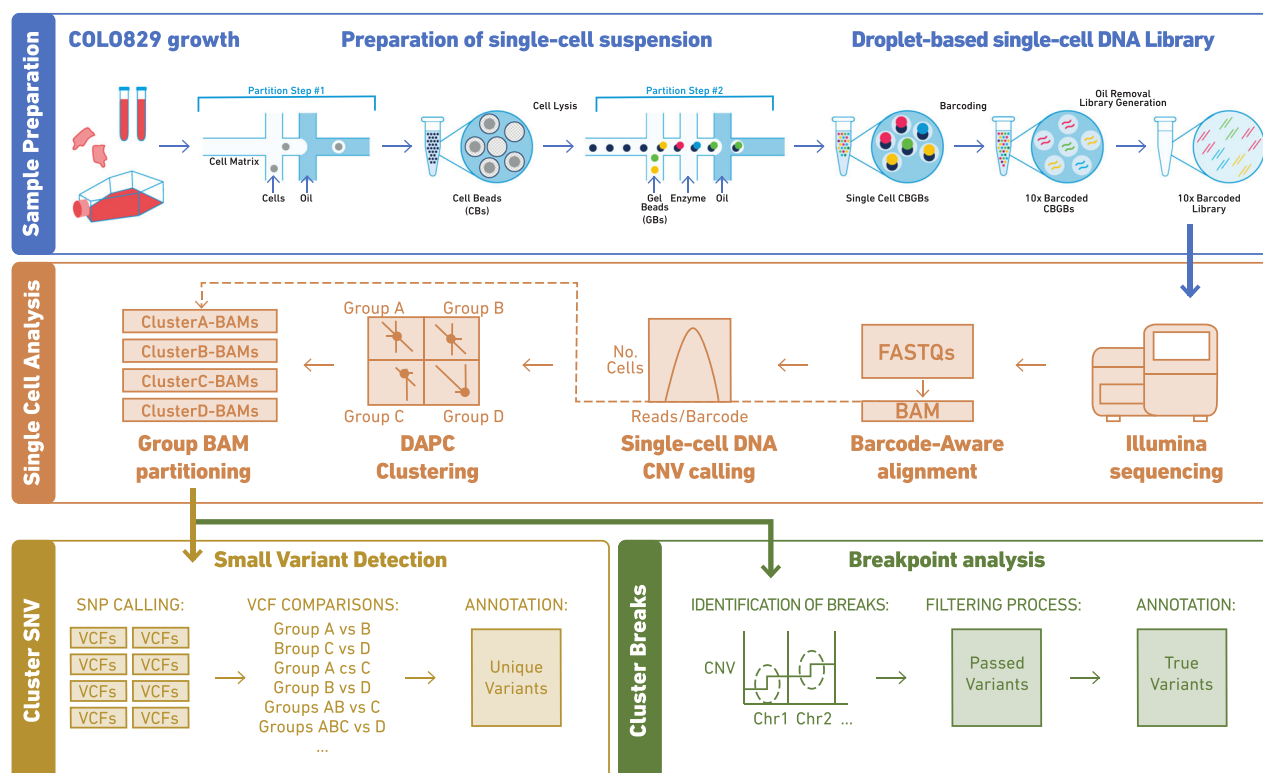 Sample Preparation
COLO829 growth
Preparation of single-cell suspension
Droplet-based single-cell DNA Library
Partition Step #1
Cell Matrix
Cells
Oil
Cell Beads
(CBs)
Cell Lysis
Partition Step #2
Gel
Beads
(GBs)
Enzyme
Oil
Single Cell CBGBs
Barcoding
10x Barcoded
CBGBs
Oil Removal
Library Generation
10x Barcoded
Library
Single Cell Analysis
ClusterA-BAMs
ClusterB-BAMs
ClusterC-BAMs
ClusterD-BAMs
Group BAM
partitioning
Group A
Group B
Group C
Group D
DAPC
Clustering
No.
Cells
Reads/Barcode
Single-cell DNA
CNV calling
FASTQs
BAM
Barcode-Aware
alignment
Illumina
sequencing
Cluster SNV
Small Variant Detection
SNP CALLING:
VCFs VCFs
VCFs VCFs
VCFs VCFs
VCFs VCFs
VCF COMPARISONS:
Group A vs B
Broup C vs D
Group A cs C
Group B vs D
Groups AB vs C
Groups ABC vs D
...
ANNOTATION:
Unique
Variants
Cluster Breaks
Breakpoint analysis
IDENTIFICATION OF BREAKS:
CNV
Chr1 Chr2 ...
FILTERING PROCESS:
Passed
Variants
ANNOTATION:
True
Variants